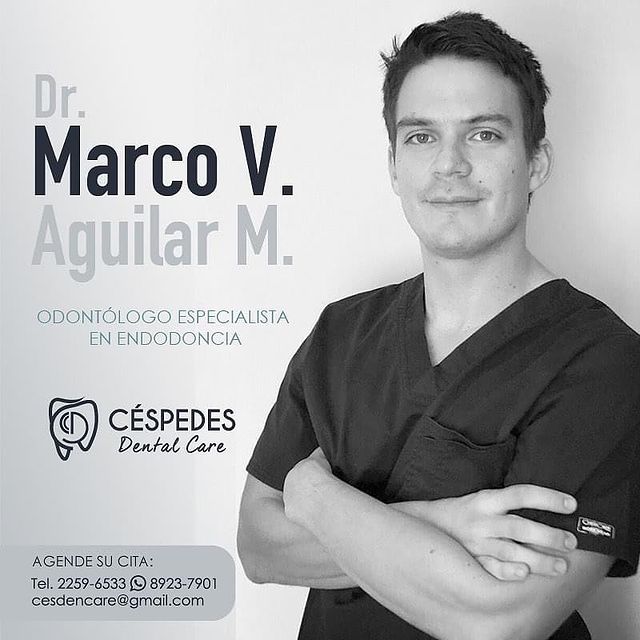 Dr.
Marco V.
Aguilar M.
ODONTÓLOGO ESPECIALISTA
EN ENDODONCIA
CÉSPEDES
Dental Care
AGENDE SU CITA:
Tel. 2259-6533 8923-7901
cesdencare@gmail.com